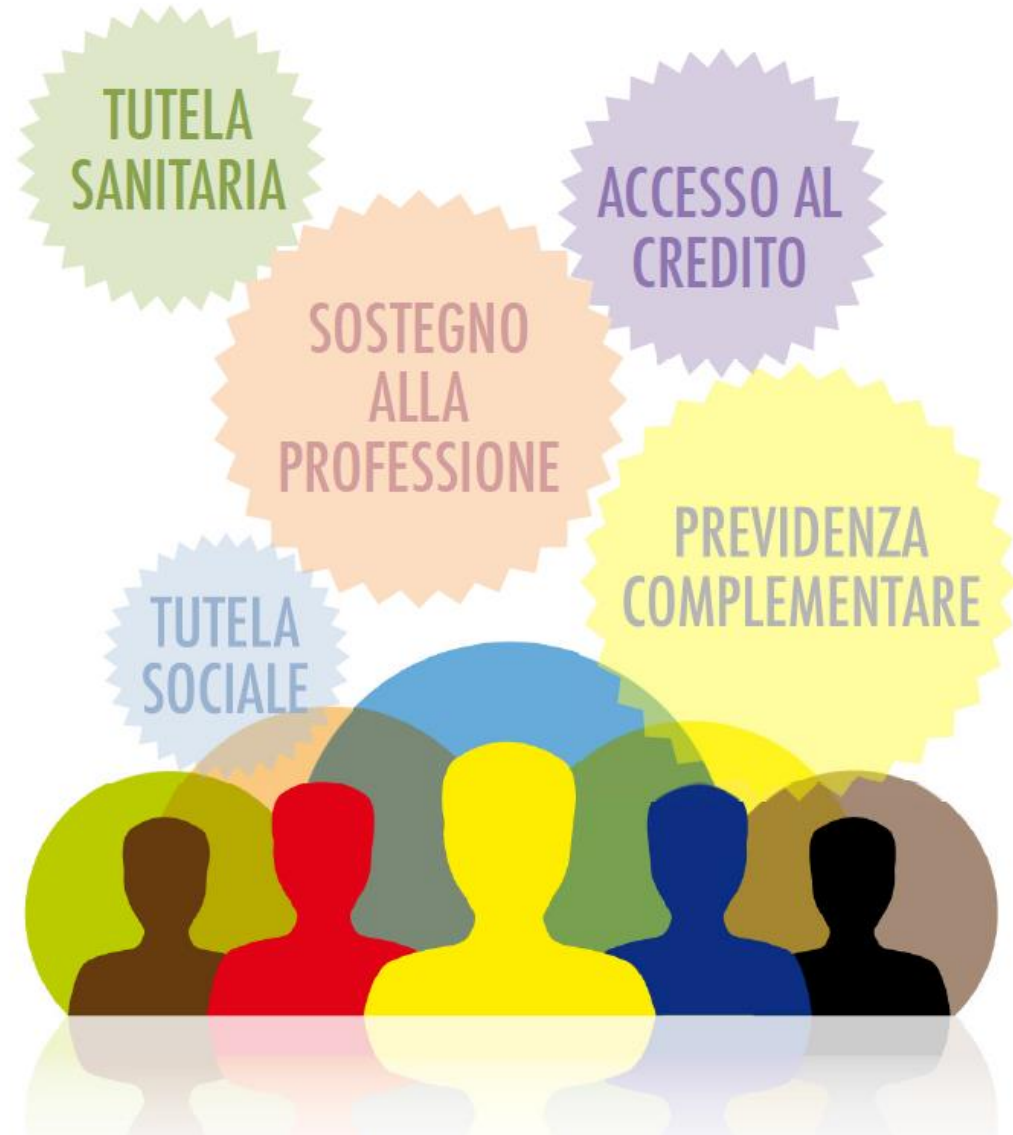 TUTELA
SANITARIA
ACCESSO AL
CREDITO
SOSTEGNO
ALLA
PROFESSIONE
PREVIDENZA
COMPLEMENTARE
TUTELA
SOCIALE